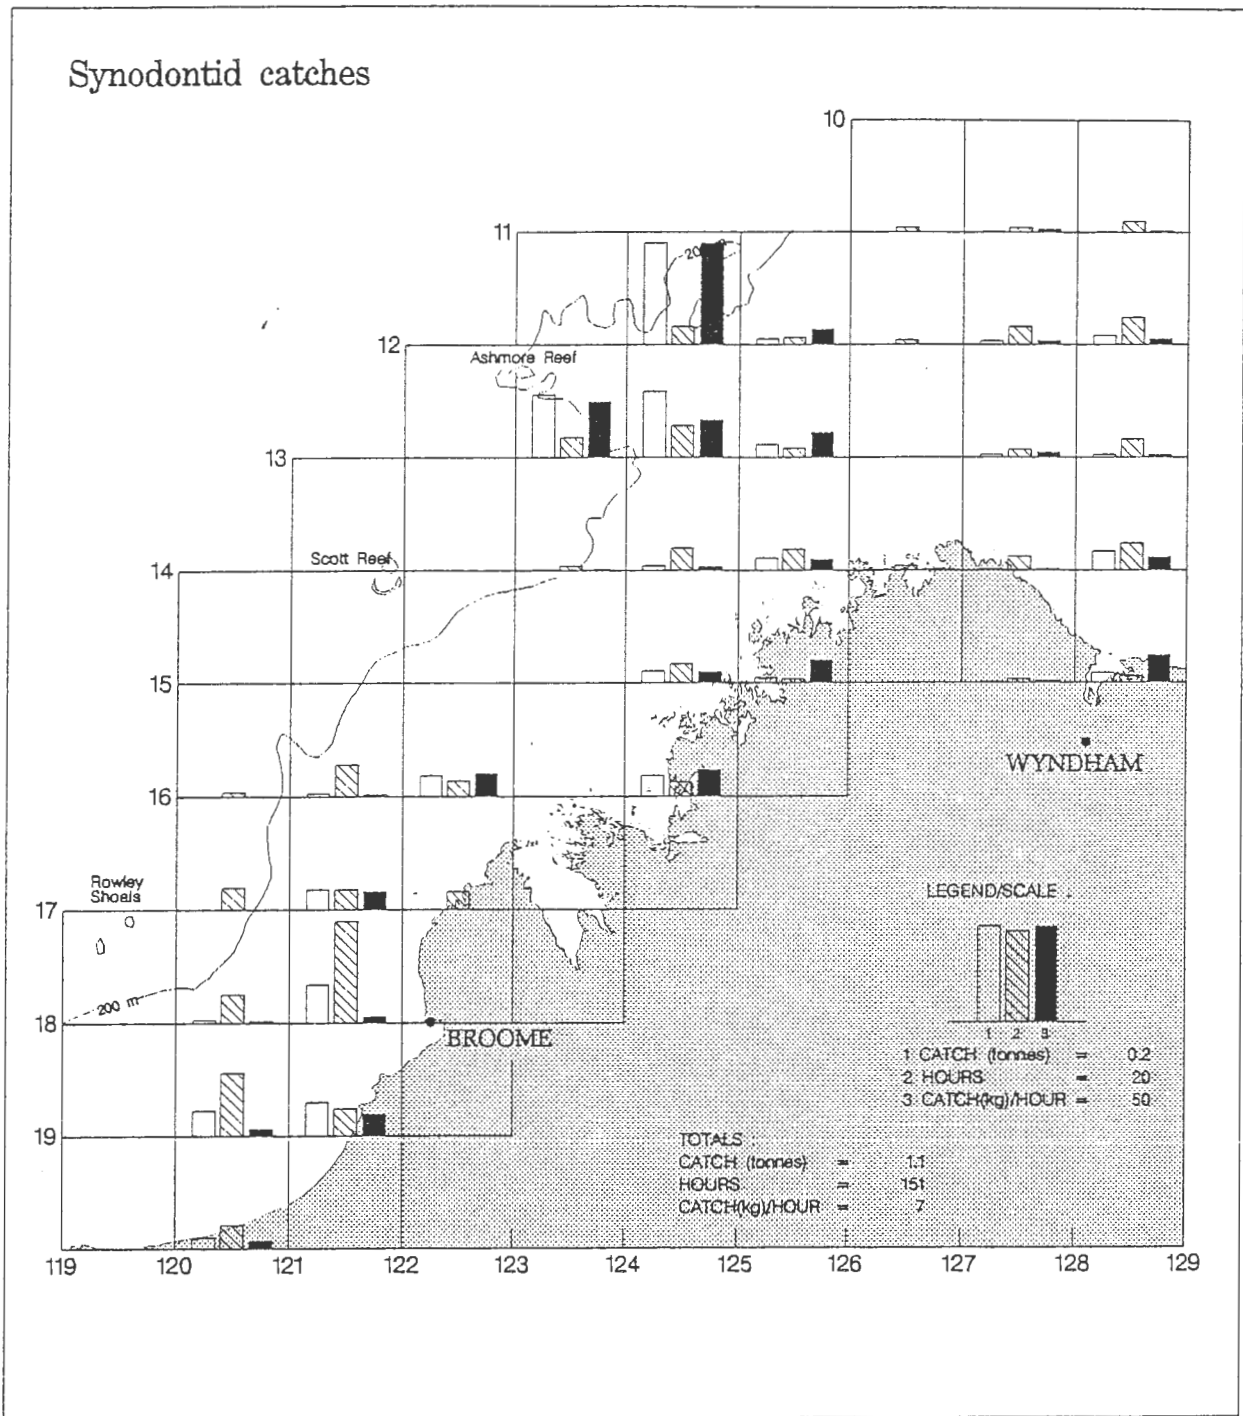 Synodontid catches
10
11
200 m
12
Ashmore Reef
13
Scott Reef
14
15
WYNDHAM
16
Rowley
Shoals
LEGEND/SCALE :
17
200 m
18
BROOME
1 2 3
1 CATCH (tonnes) = 0.2
2 HOURS = 20
3 CATCH(kg)/HOUR = 50
19
TOTALS :
CATCH (tonnes) = 1.1
HOURS = 151
CATCH(kg)/HOUR = 7
119 120 121 122 123 124 125 126 127 128 129